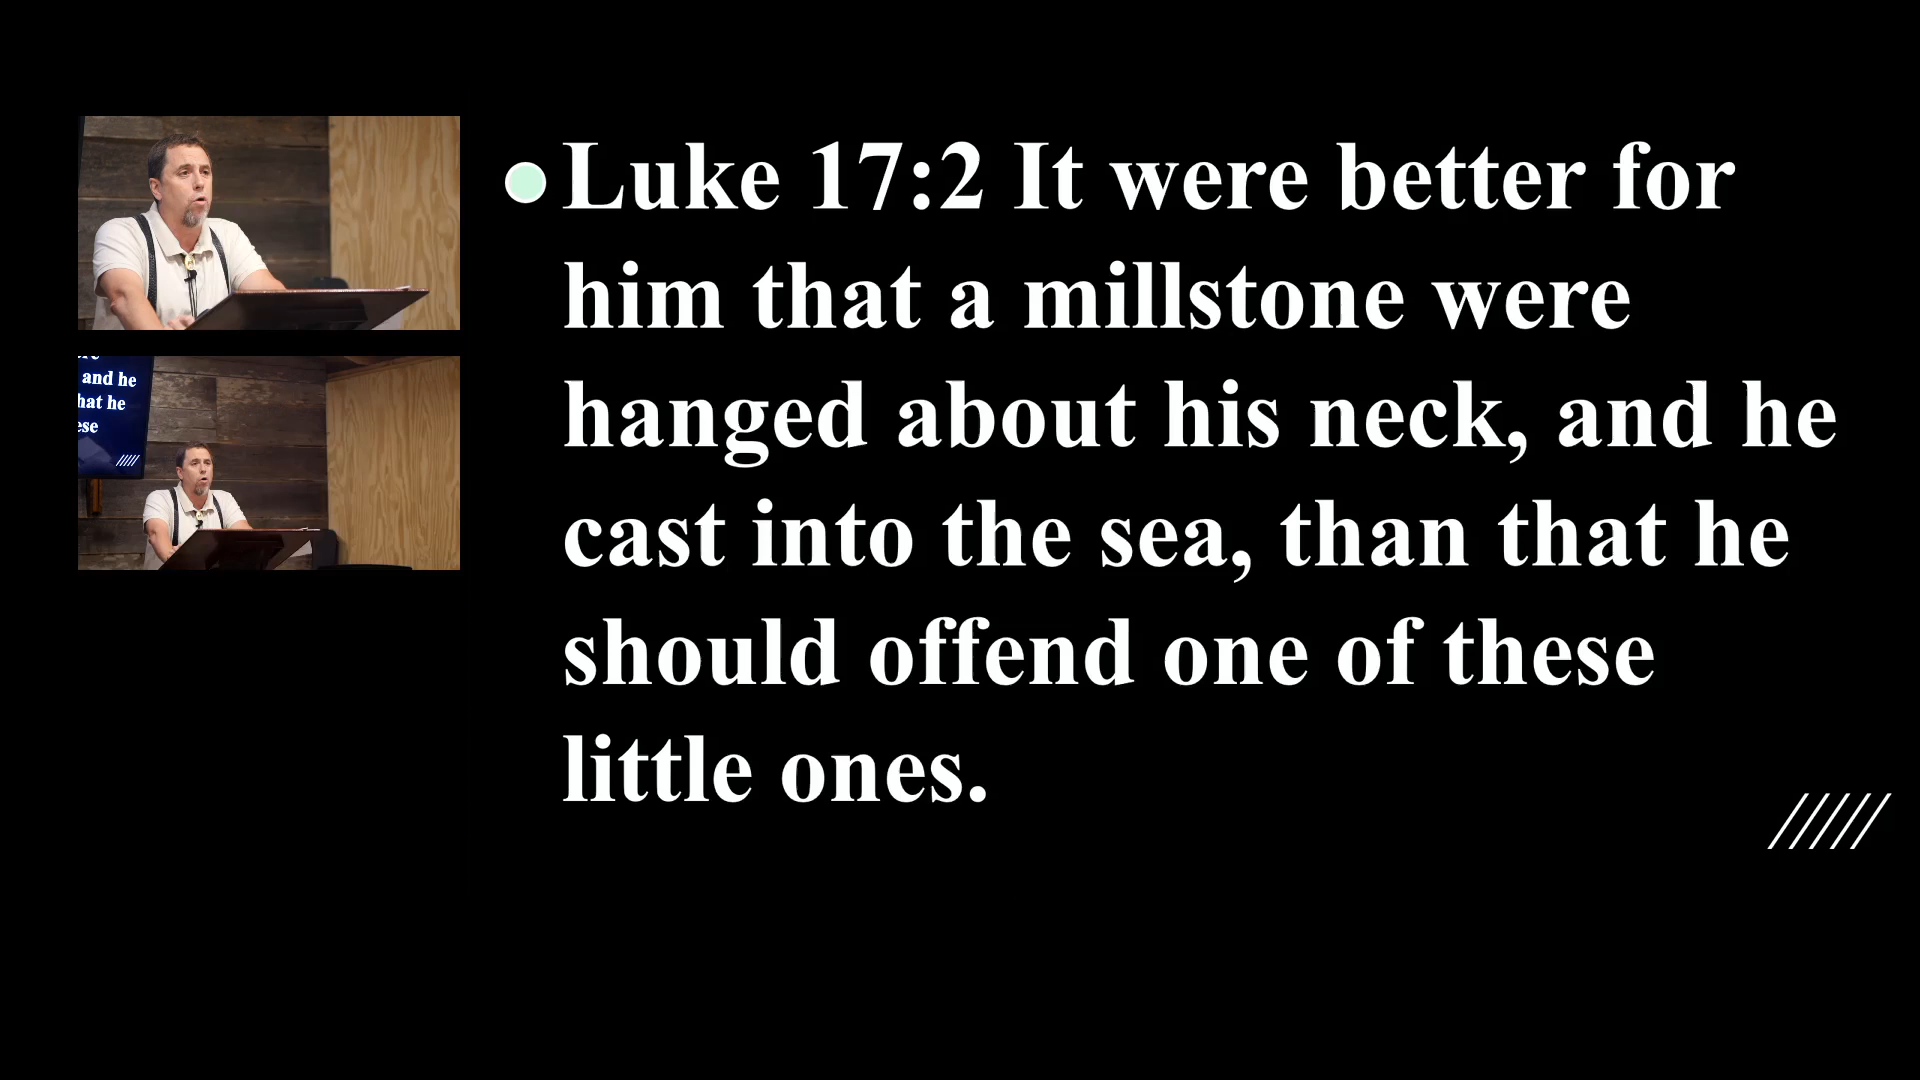 Luke 17:2 It were better for
him that a millstone were
hanged about his neck, and he
cast into the sea, than that he
should offend one of these
little ones.
and he
hat he
ese